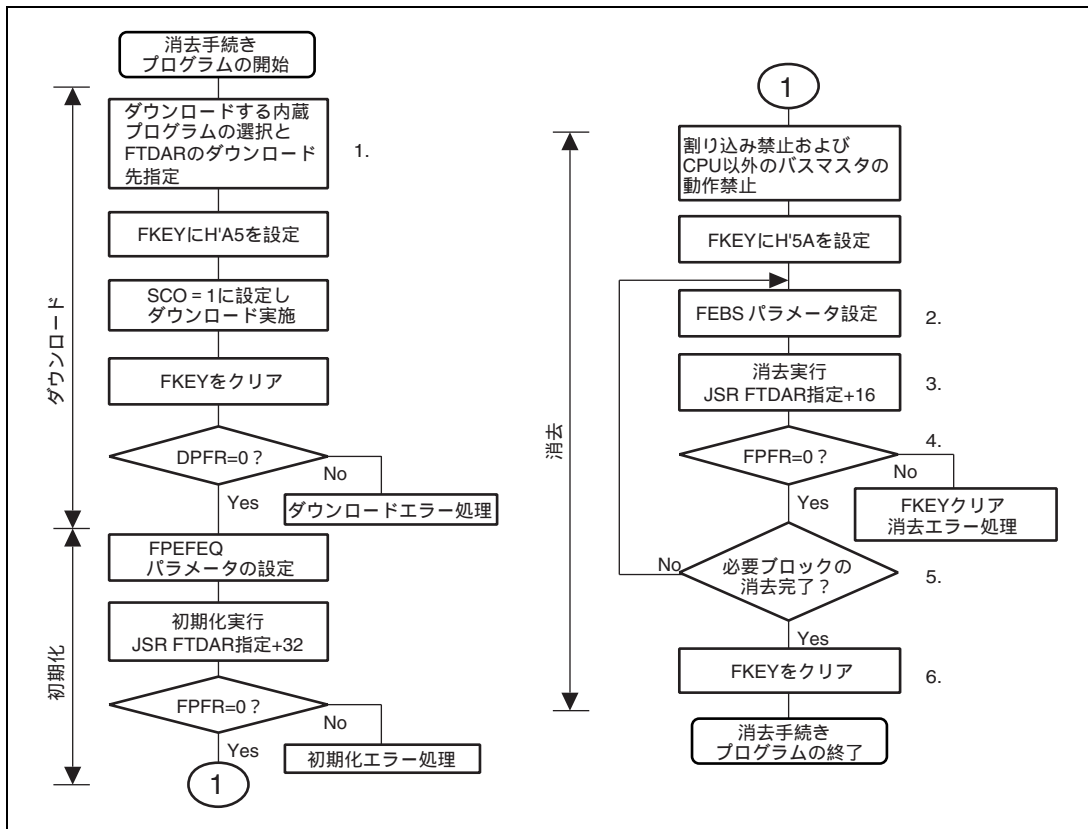 消去手続き
プログラムの開始
ダウンロード
ダウンロードする内蔵
プログラムの選択と
FTDARのダウンロード
先指定
1.
FKEYにH'A5を設定
SCO = 1に設定し
ダウンロード実施
FKEYをクリア
DPFR=0？
No
Yes
ダウンロードエラー処理
初期化
FPEFEQ
パラメータの設定
初期化実行
JSR FTDAR指定+32
FPFR=0？
No
Yes
初期化エラー処理
1
1
消去
割り込み禁止および
CPU以外のバスマスタの
動作禁止
FKEYにH'5Aを設定
FEBS パラメータ設定
2.
消去実行
JSR FTDAR指定+16
3.
FPFR=0？
4.
No
Yes
FKEYクリア
消去エラー処理
No
必要ブロックの
消去完了？
5.
Yes
FKEYをクリア
6.
消去手続き
プログラムの終了